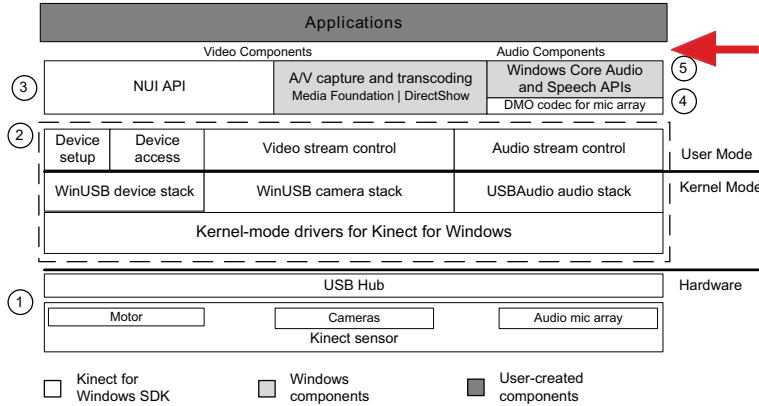 Applications
Video Components
Audio Components
3
NUI API
A/V capture and transcoding
Media Foundation | DirectShow
Windows Core Audio
and Speech APIs
5
DMO codec for mic array
4
2
Device
setup
Device
access
Video stream control
Audio stream control
User Mode
WinUSB device stack
WinUSB camera stack
USBAudio audio stack
Kernel Mode
Kernel-mode drivers for Kinect for Windows
1
USB Hub
Hardware
Motor
Cameras
Audio mic array
Kinect sensor
Kinect for
Windows SDK
Windows
components
User-created
components